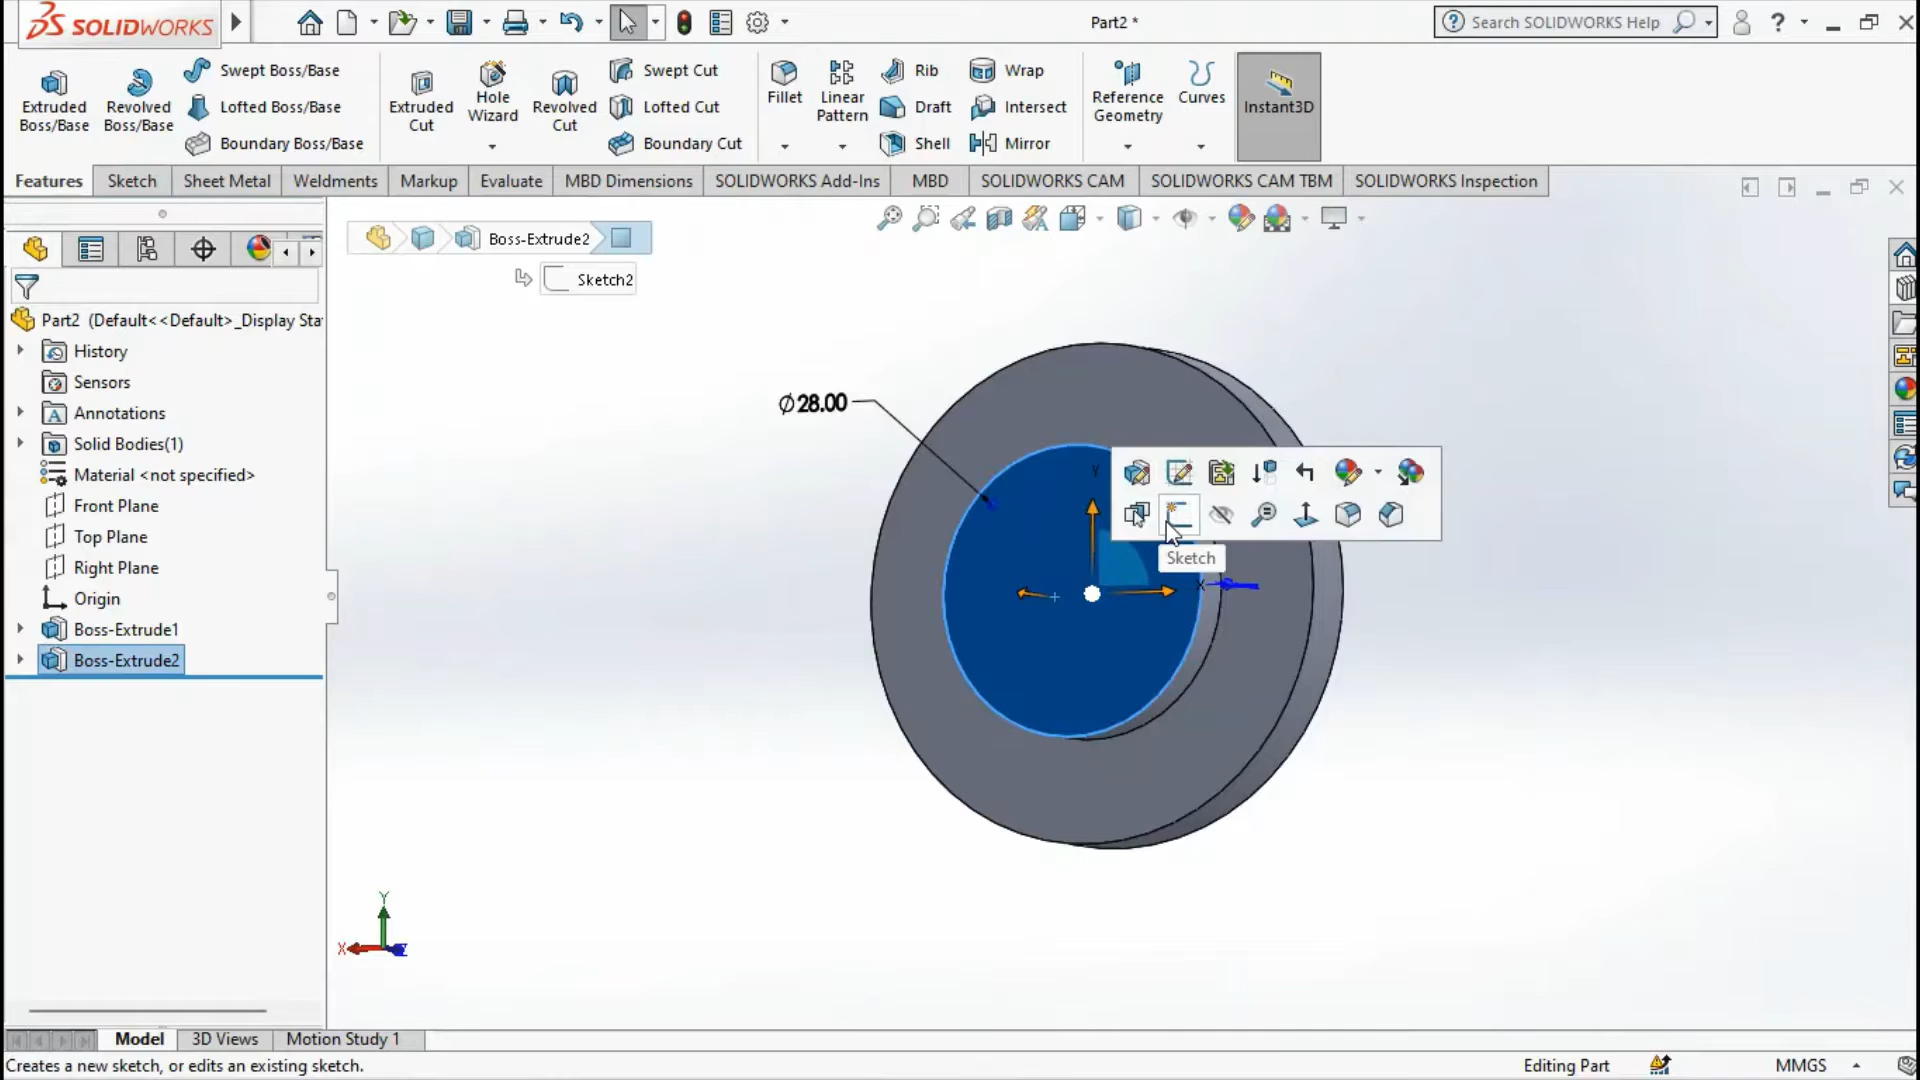 SOLIDWORKS
Part2 *
Search SOLIDWORKS Help
Extruded Boss/Base
Revolved Boss/Base
Swept Boss/Base
Lofted Boss/Base
Boundary Boss/Base
Extruded Cut
Hole Wizard
Revolved Cut
Swept Cut
Lofted Cut
Boundary Cut
Fillet
Linear Pattern
Rib
Draft
Shell
Wrap
Intersect
Mirror
Reference Geometry
Curves
Instant3D
Features
Sketch
Sheet Metal
Weldments
Markup
Evaluate
MBD Dimensions
SOLIDWORKS Add-Ins
MBD
SOLIDWORKS CAM
SOLIDWORKS CAM TBM
SOLIDWORKS Inspection
Boss-Extrude2
Sketch2
Part2 (Default<<Default>_Display Sta
History
Sensors
Annotations
Solid Bodies(1)
Material <not specified>
Front Plane
Top Plane
Right Plane
Origin
Boss-Extrude1
Boss-Extrude2
∅28.00
Y
X
Sketch
Y
X
Z
Model
3D Views
Motion Study 1
Creates a new sketch, or edits an existing sketch.
Editing Part
MMGS